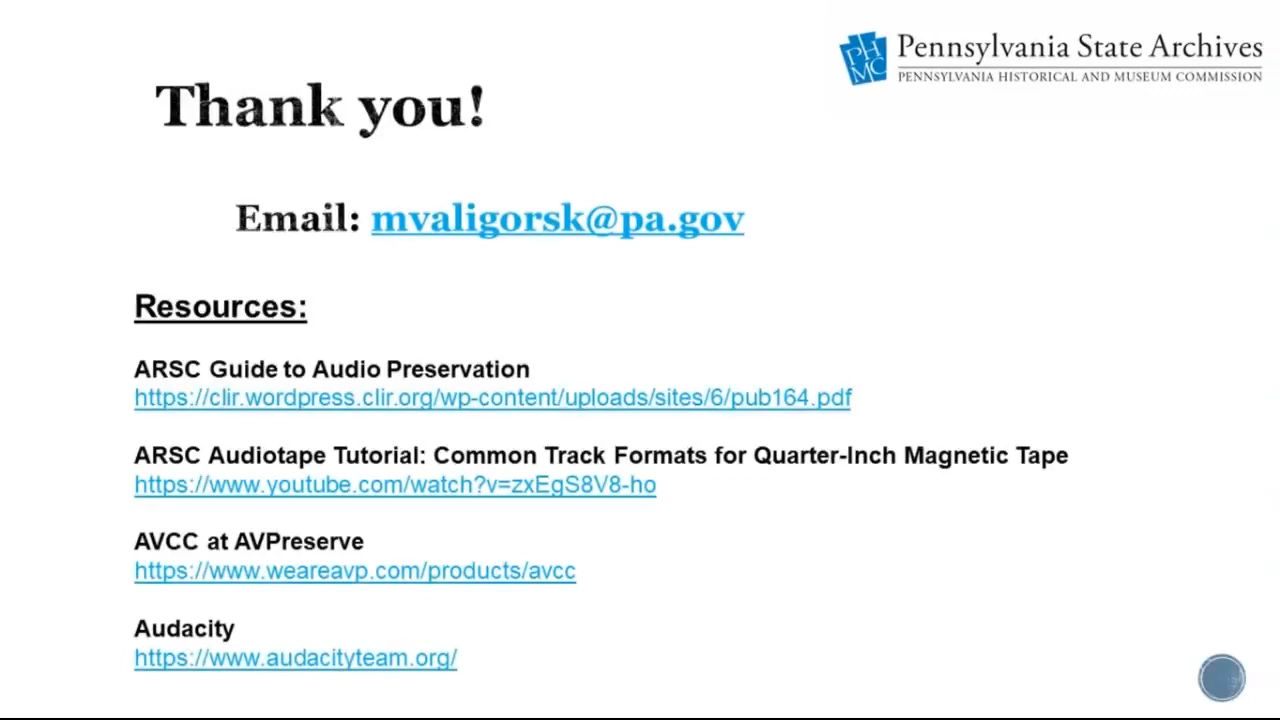 PH
MC
Pennsylvania State Archives
PENNSYLVANIA HISTORICAL AND MUSEUM COMMISSION
Thank you!
Email: mvaligorsk@pa.gov
Resources:
ARSC Guide to Audio Preservation
https://clir.wordpress.clir.org/wp-content/uploads/sites/6/pub164.pdf
ARSC Audiotape Tutorial: Common Track Formats for Quarter-Inch Magnetic Tape
https://www.youtube.com/watch?v=zxEgS8V8-ho
AVCC at AVPreserve
https://www.weareavp.com/products/avcc
Audacity
https://www.audacityteam.org/